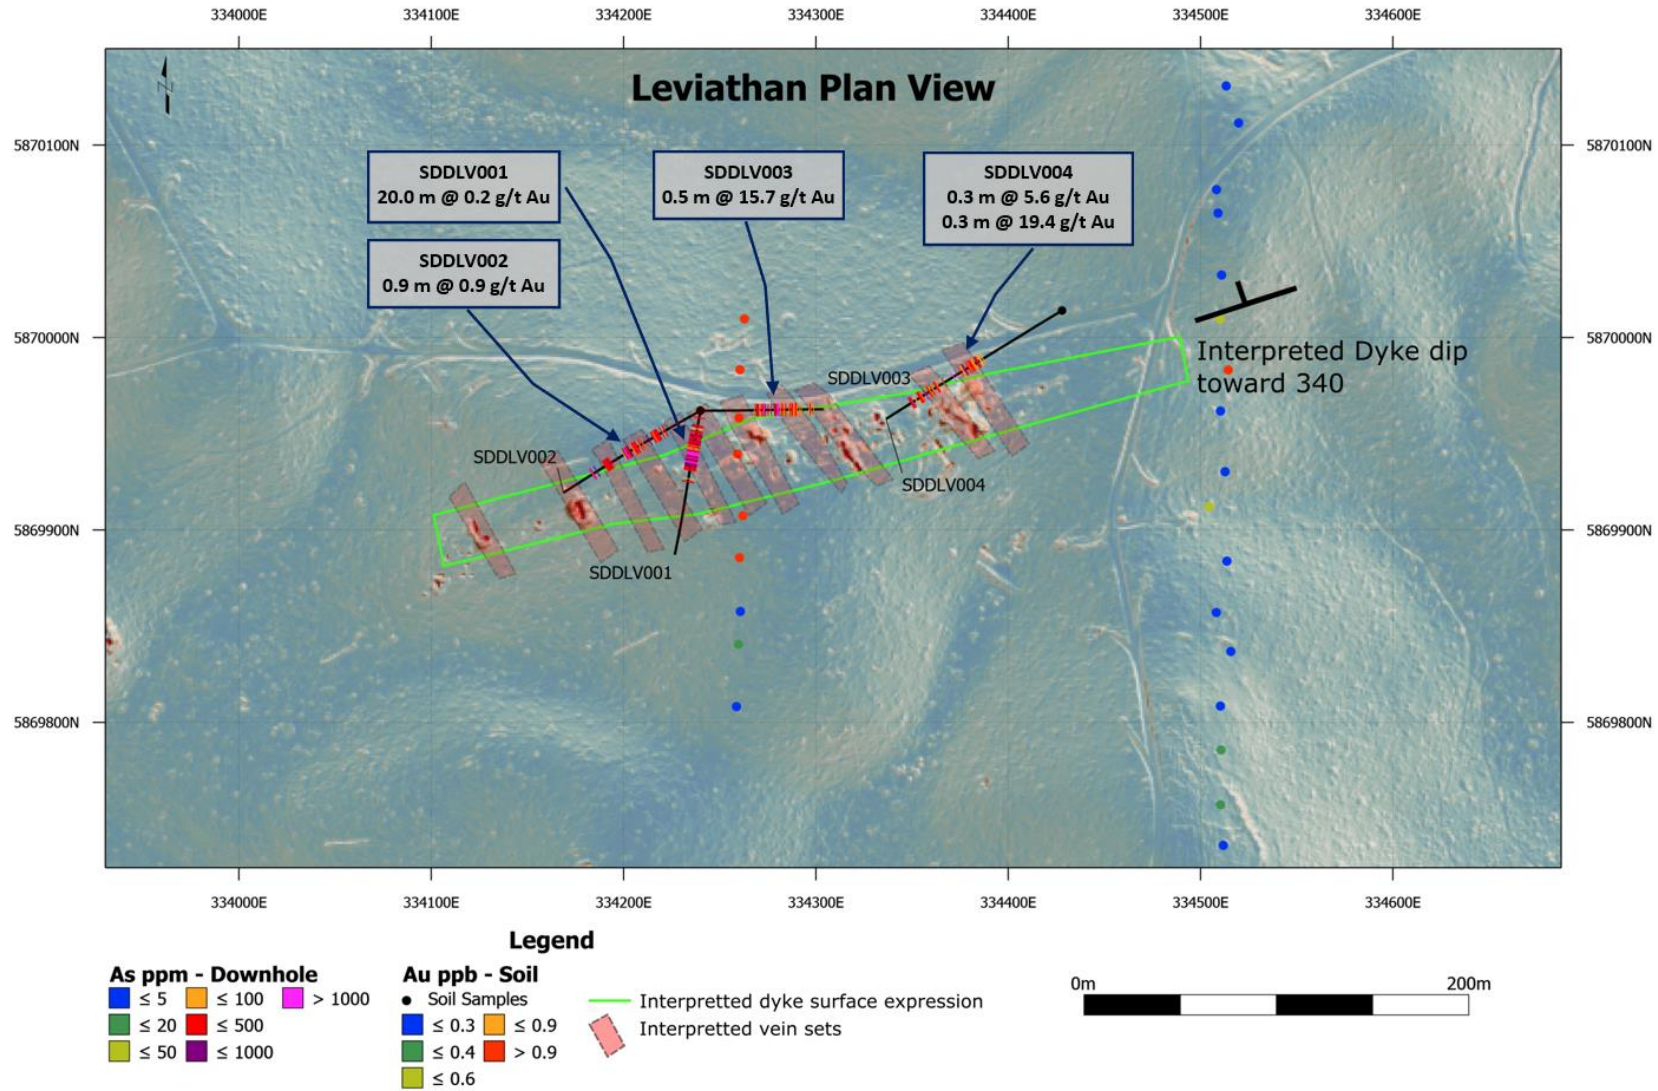 334000E 334100E 334200E 334300E 334400E 334500E 334600E
Leviathan Plan View
N
5870100N 5870100N
SDDLV001
20.0 m @ 0.2 g/t Au
SDDLV003
0.5 m @ 15.7 g/t Au
SDDLV004
0.3 m @ 5.6 g/t Au
0.3 m @ 19.4 g/t Au
SDDLV002
0.9 m @ 0.9 g/t Au
5870000N 5870000N
Interpreted Dyke dip
toward 340
SDDLV003
SDDLV002
SDDLV004
5869900N 5869900N
SDDLV001
5869800N 5869800N
334000E 334100E 334200E 334300E 334400E 334500E 334600E
Legend
As ppm - Downhole
≤ 5 ≤ 100 > 1000
≤ 20 ≤ 500
≤ 50 ≤ 1000
Au ppb - Soil
Soil Samples
≤ 0.3 ≤ 0.9
≤ 0.4 > 0.9
≤ 0.6
Interpretted dyke surface expression
Interpretted vein sets
0m 200m